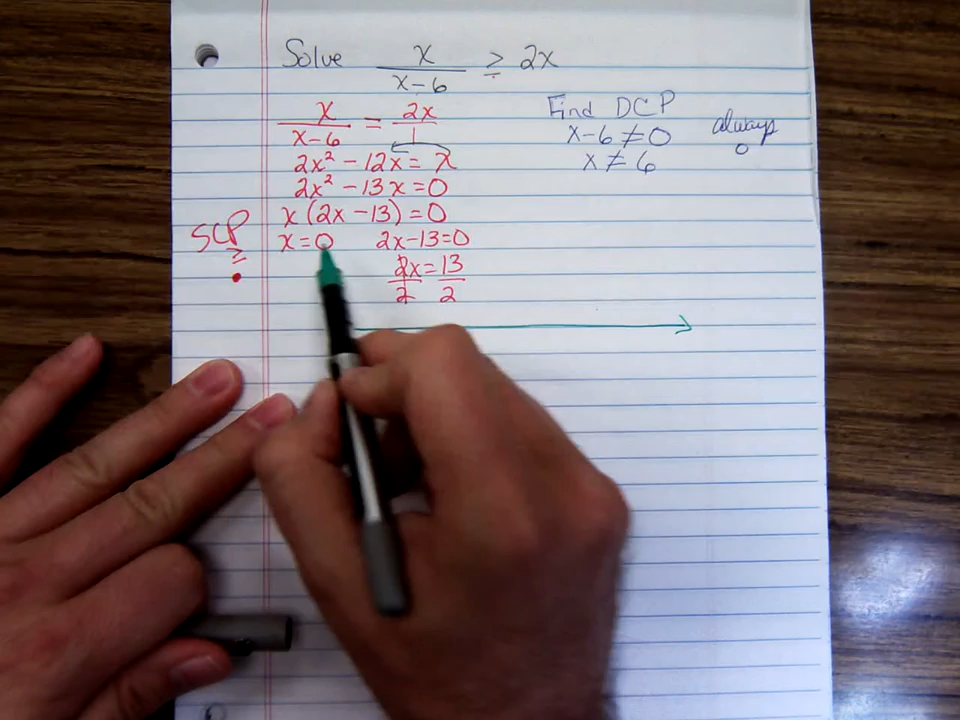 Solve x/(x-6) ≥ 2x
x/(x-6) = 2x/1
2x² - 12x = x
2x² - 13x = 0
x(2x - 13) = 0
x = 0 2x - 13 = 0
2x/2 = 13/2
SCP
≥
•
Find DCP
x - 6 ≠ 0
x ≠ 6
always
○